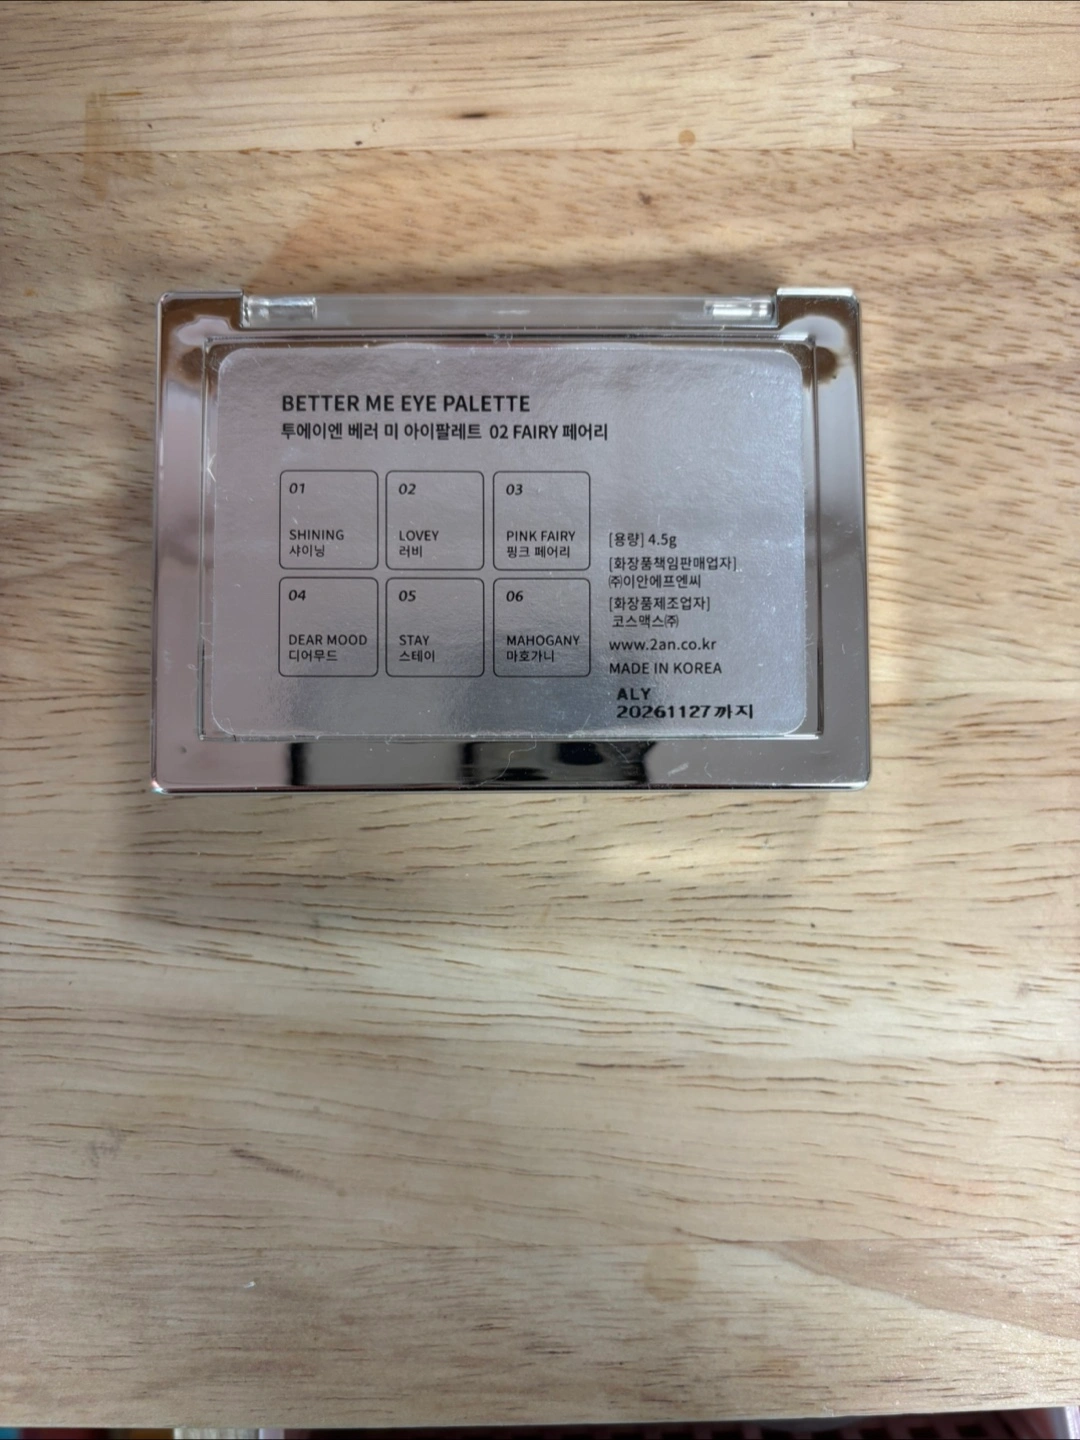 BETTER ME EYE PALETTE
투에이엔 베러 미 아이팔레트 02 FAIRY 페어리
01
SHINING
샤이닝
02
LOVEY
러비
03
PINK FAIRY
핑크 페어리
04
DEAR MOOD
디어무드
05
STAY
스테이
06
MAHOGANY
마호가니
[용량] 4.5g
[화장품책임판매업자]
㈜이안에프엔씨
[화장품제조업자]
코스맥스㈜
www.2an.co.kr
MADE IN KOREA
ALY
20261127까지